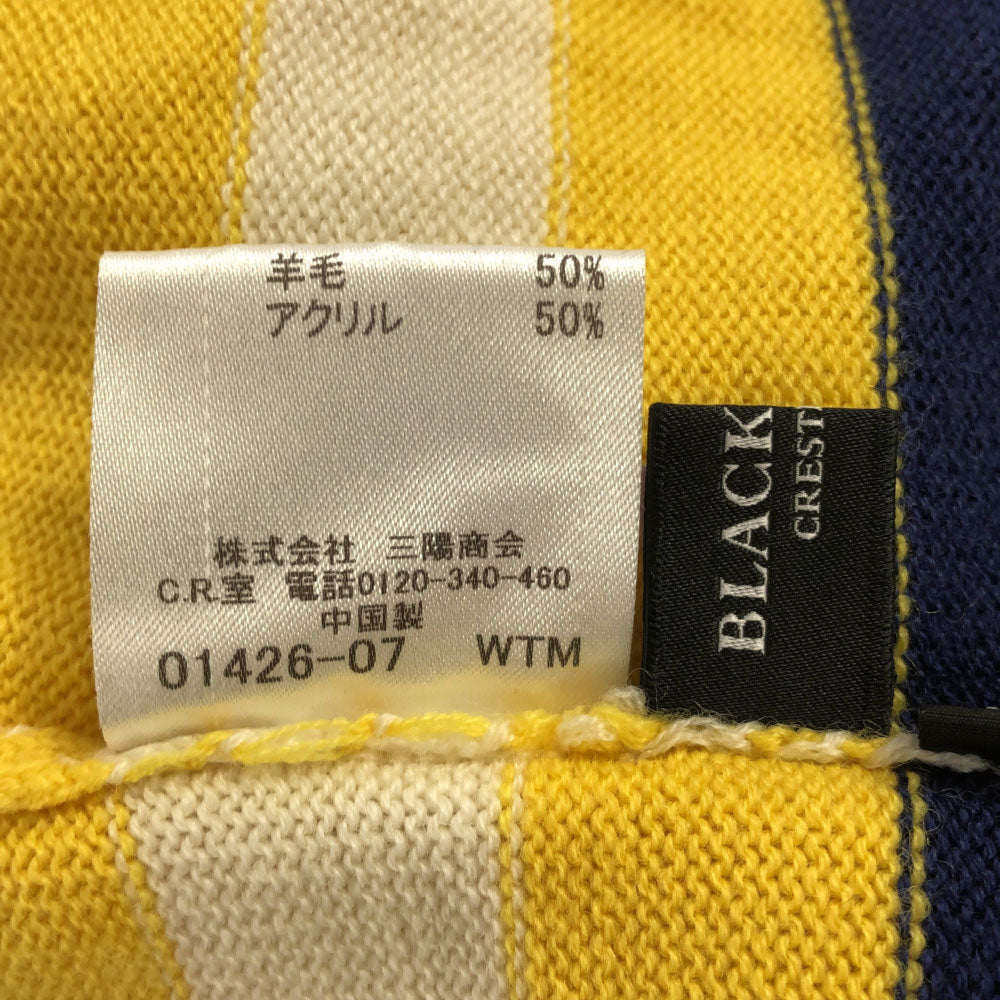 羊毛 50%
アクリル 50%
株式会社 三陽商会
C.R.室 電話0120-340-460
中国製
01426-07 WTM
BLACK
CREST